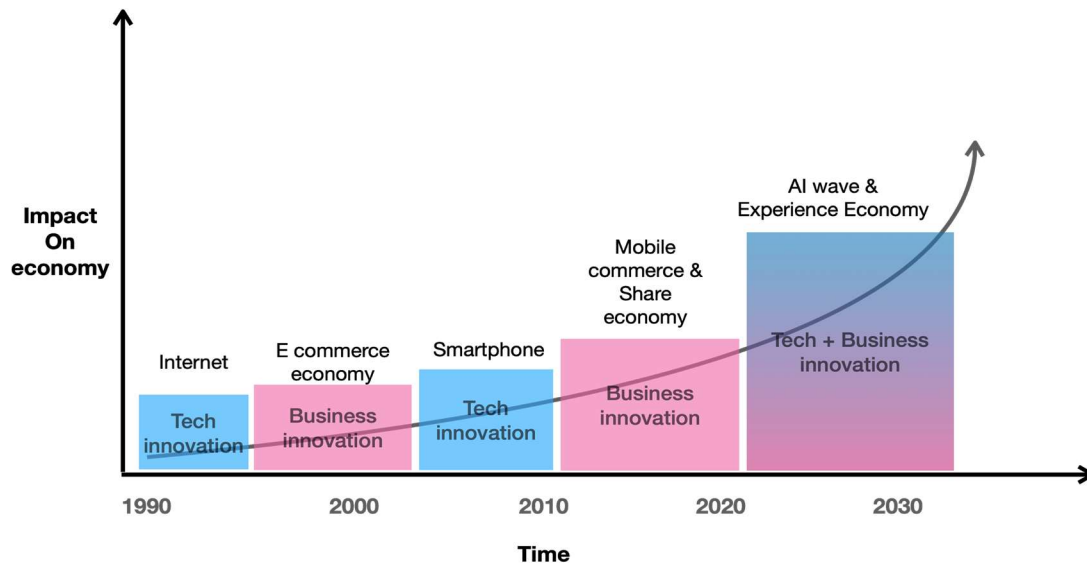 Impact
On
economy
AI wave &
Experience Economy
Mobile
commerce &
Share
economy
Smartphone
E commerce
economy
Internet
Tech
innovation
Business
innovation
Tech
innovation
Business
innovation
Tech + Business
innovation
1990
2000
2010
2020
2030
Time